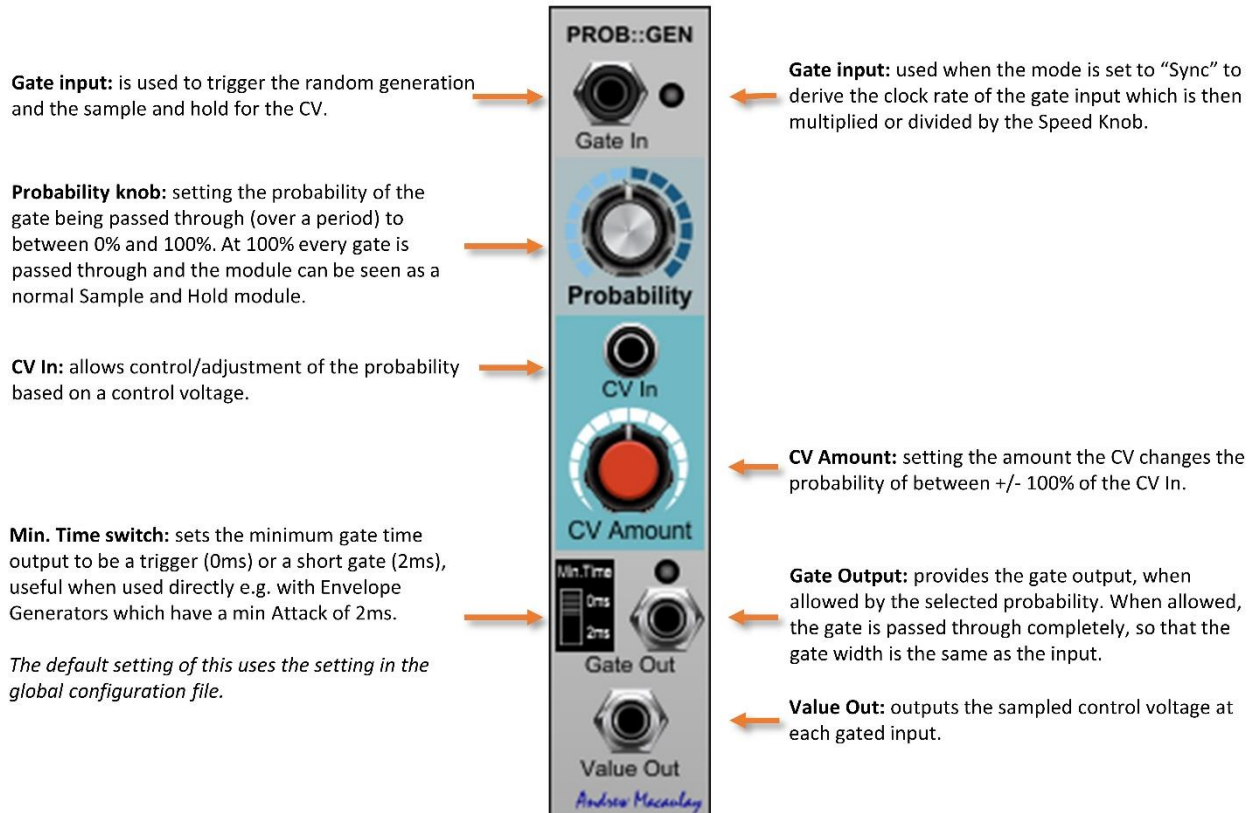 PROB::GEN
Gate input: is used to trigger the random generation
and the sample and hold for the CV.
Gate input: used when the mode is set to “Sync” to
derive the clock rate of the gate input which is then
multiplied or divided by the Speed Knob.
Gate In
Probability knob: setting the probability of the
gate being passed through (over a period) to
between 0% and 100%. At 100% every gate is
passed through and the module can be seen as a
normal Sample and Hold module.
Probability
CV In: allows control/adjustment of the probability
based on a control voltage.
CV In
CV Amount: setting the amount the CV changes the
probability of between +/- 100% of the CV In.
CV Amount
Min. Time switch: sets the minimum gate time
output to be a trigger (0ms) or a short gate (2ms),
useful when used directly e.g. with Envelope
Generators which have a min Attack of 2ms.
The default setting of this uses the setting in the
global configuration file.
Min.Time
0ms
2ms
Gate Out
Gate Output: provides the gate output, when
allowed by the selected probability. When allowed,
the gate is passed through completely, so that the
gate width is the same as the input.
Value Out: outputs the sampled control voltage at
each gated input.
Value Out
Andrew Macaulay